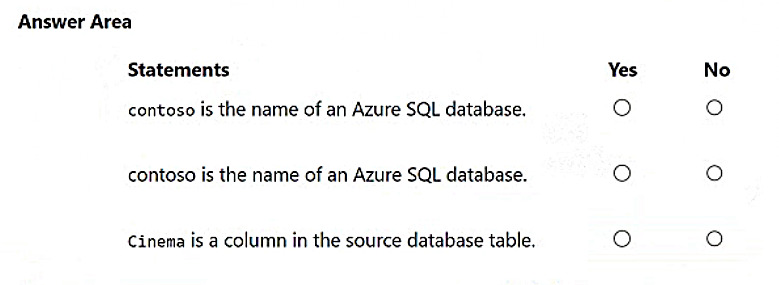 Answer Area
Statements Yes No
contoso is the name of an Azure SQL database.
contoso is the name of an Azure SQL database.
Cinema is a column in the source database table.